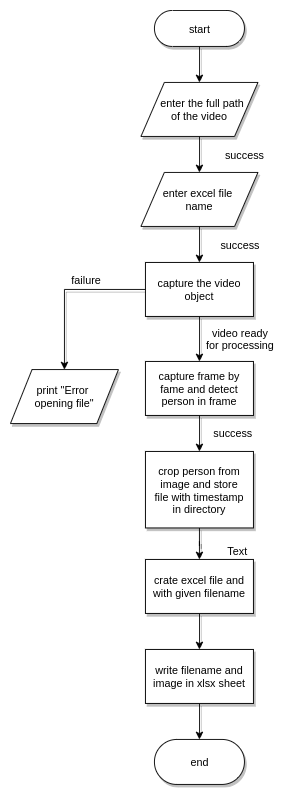 start
enter the full path
of the video
success
enter excel file
name
success
capture the video
object
failure
video ready
for processing
print "Error
opening file"
capture frame by
fame and detect
person in frame
success
crop person from
image and store
file with timestamp
in directory
Text
crate excel file and
with given filename
write filename and
image in xlsx sheet
end